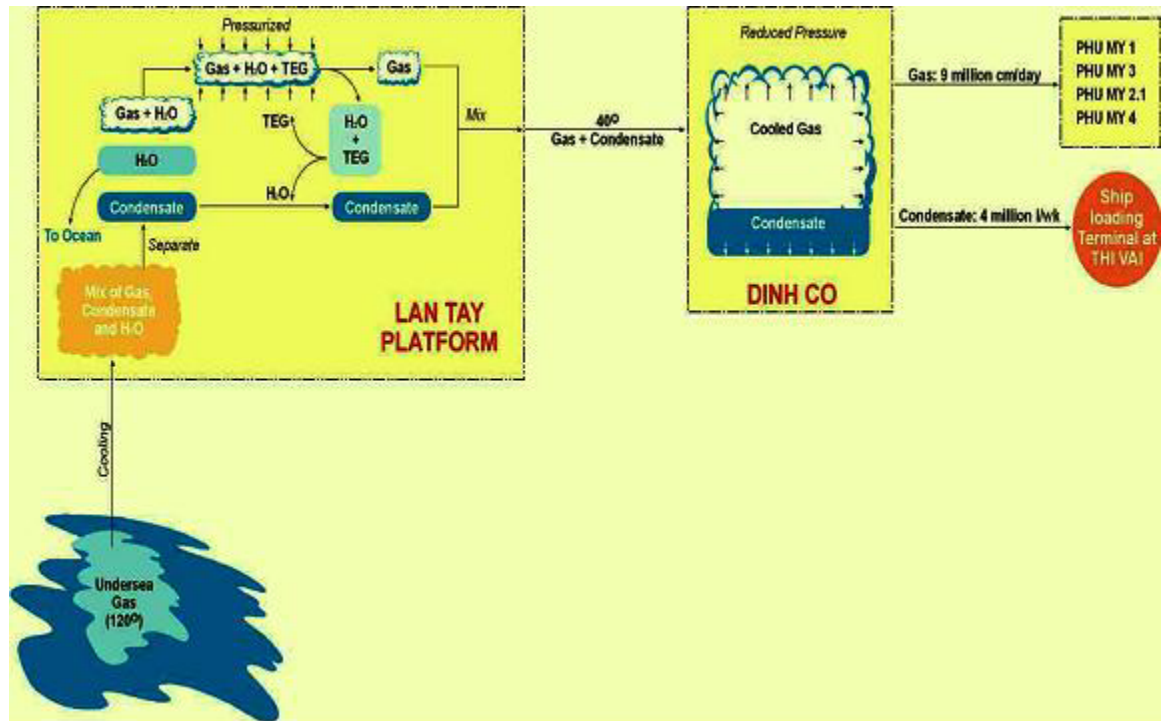 Pressurized
Gas + H₂O + TEG
Gas
Gas + H₂O
TEG
H₂O
+
TEG
Mix
H₂O
H₂O
Condensate
Condensate
To Ocean
Separate
Mix of Gas,
Condensate
and H₂O
LAN TAY
PLATFORM
Cooling
Undersea
Gas
(120º)
40º
Gas + Condensate
Reduced Pressure
Cooled Gas
Condensate
DINH CO
Gas: 9 million cm/day
PHU MY 1
PHU MY 3
PHU MY 2.1
PHU MY 4
Condensate: 4 million l/wk
Ship
loading
Terminal at
THI VAI